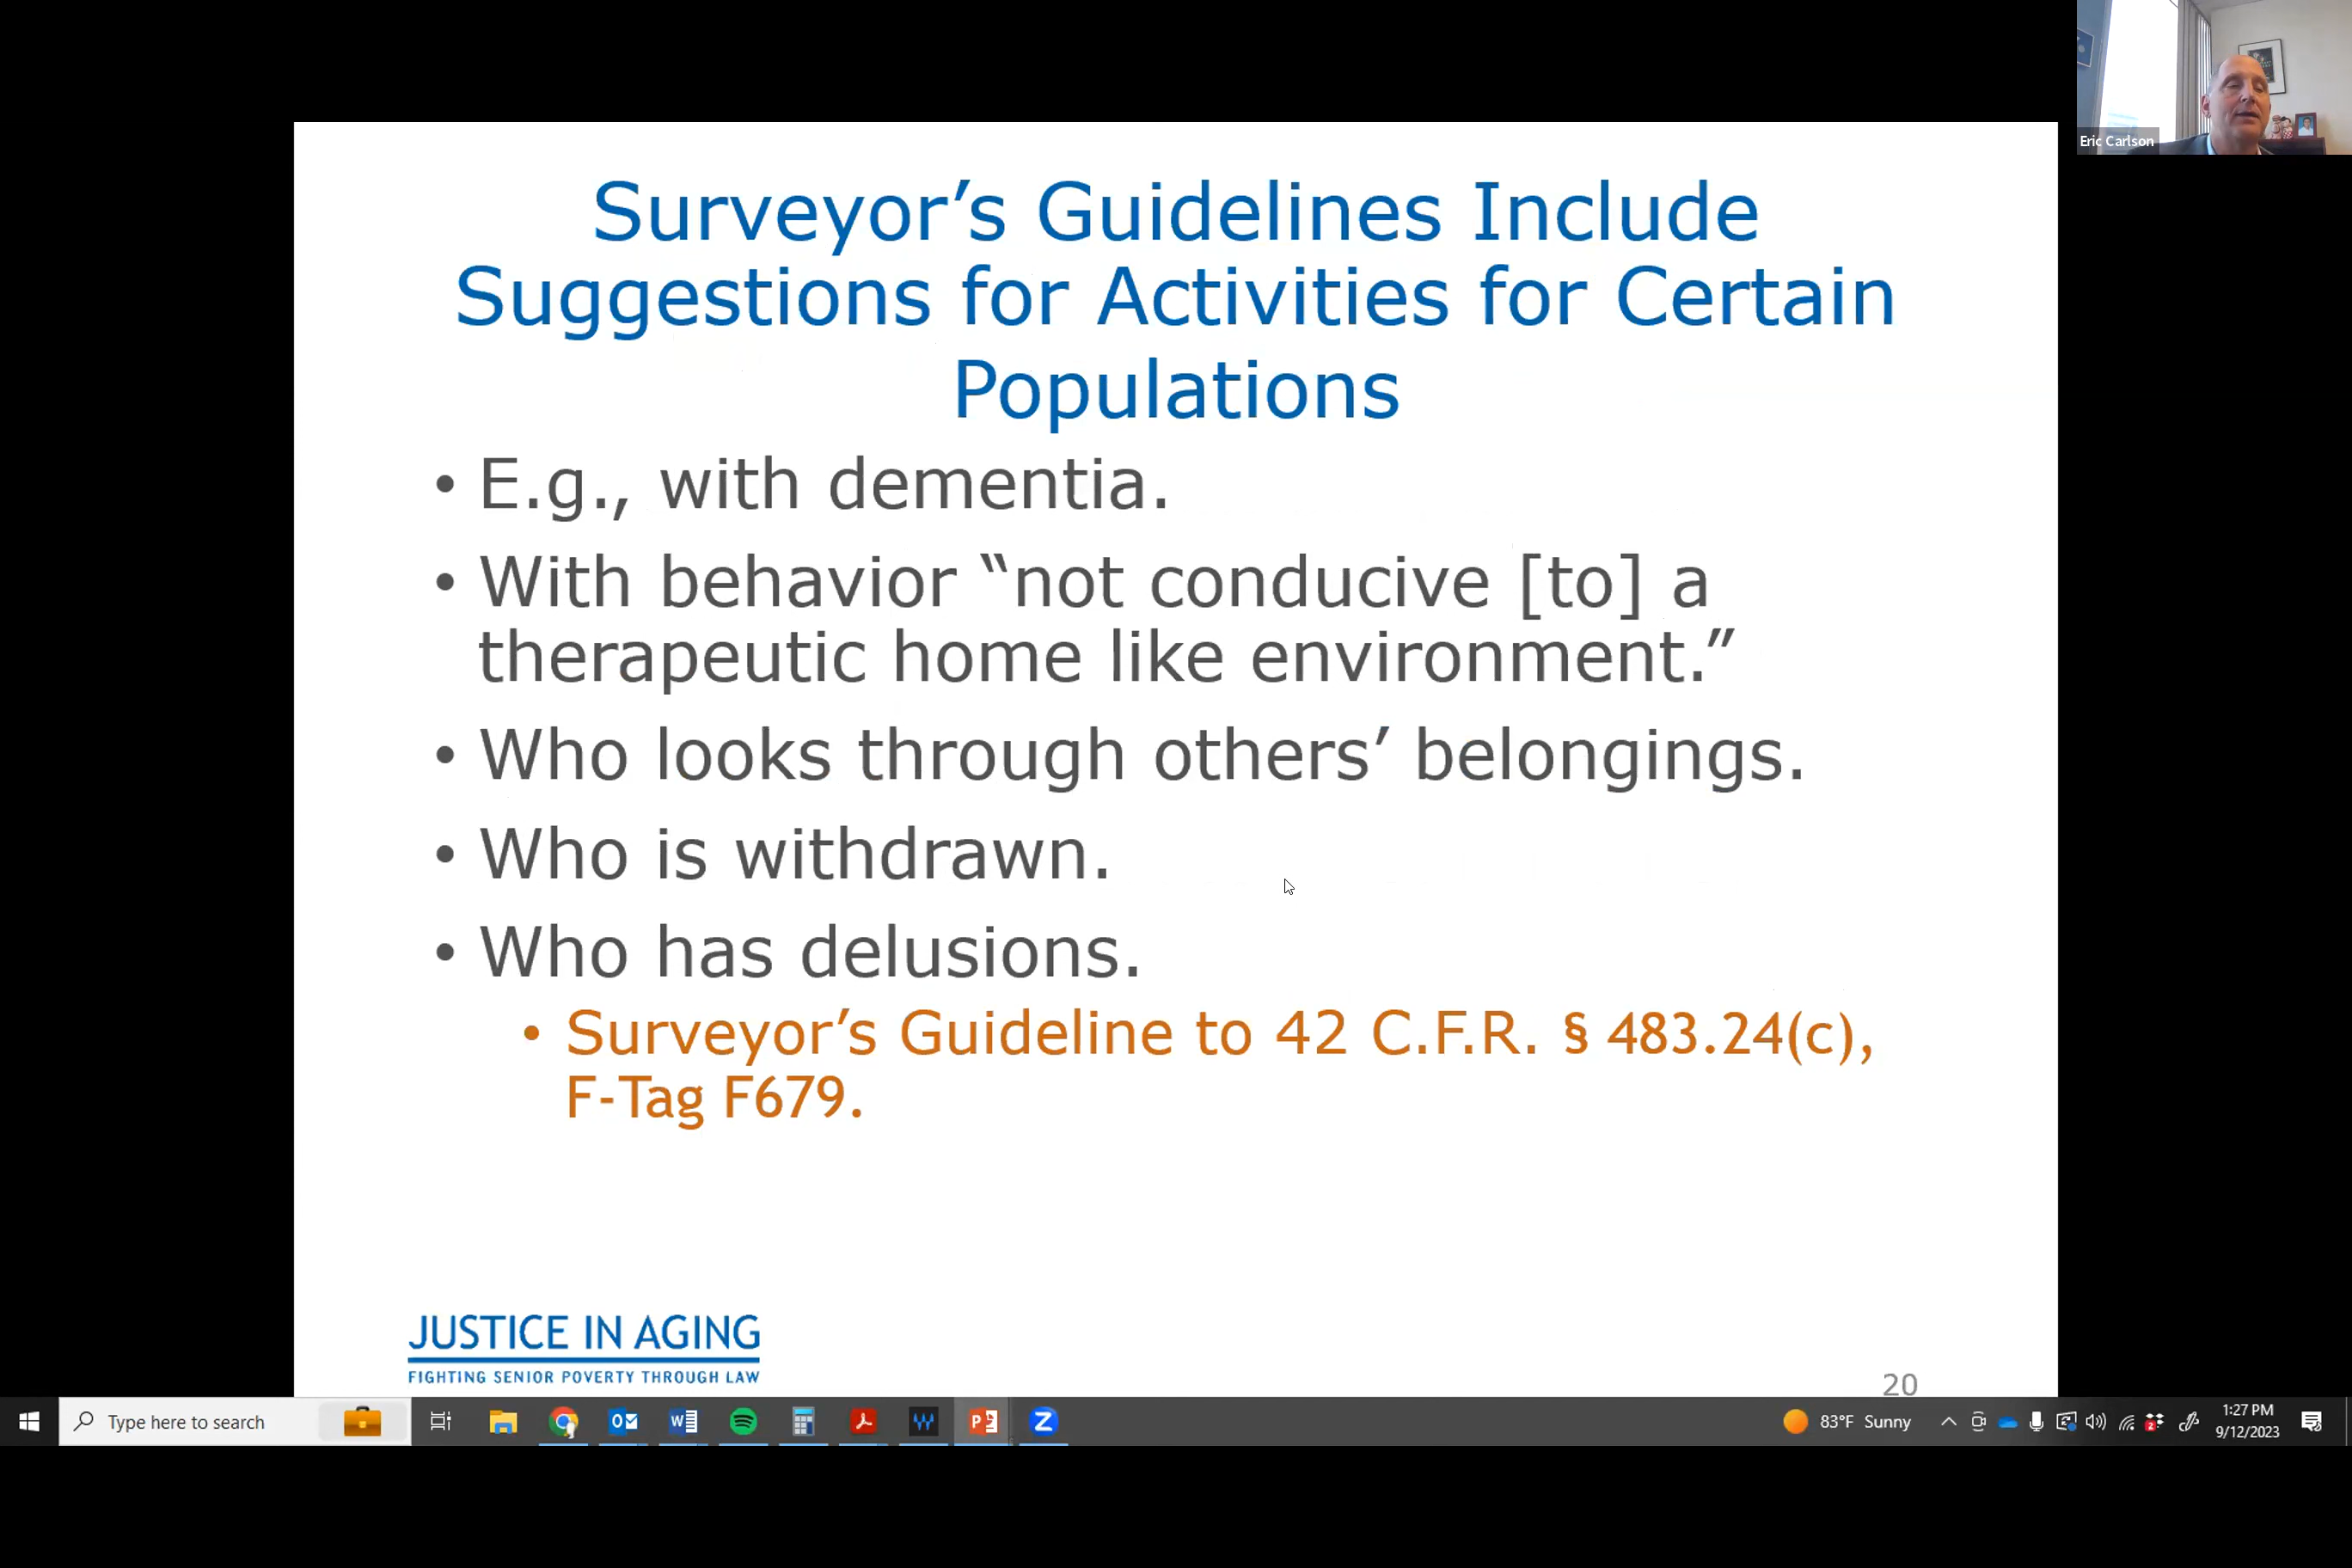 Eric Carlson
Surveyor’s Guidelines Include
Suggestions for Activities for Certain
Populations
• E.g., with dementia.
• With behavior “not conducive [to] a
therapeutic home like environment.”
• Who looks through others’ belongings.
• Who is withdrawn.
• Who has delusions.
• Surveyor’s Guideline to 42 C.F.R. § 483.24(c),
F-Tag F679.
JUSTICE IN AGING
FIGHTING SENIOR POVERTY THROUGH LAW
20
Type here to search
83°F Sunny
1:27 PM
9/12/2023